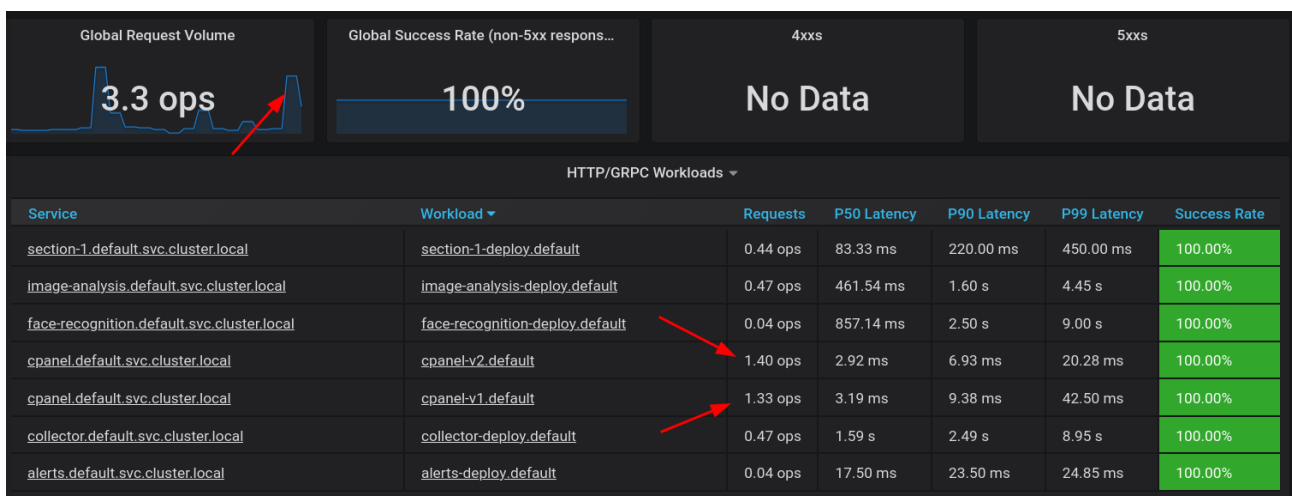 Global Request Volume
3.3 ops
Global Success Rate (non-5xx respons...
100%
4xxs
No Data
5xxs
No Data
HTTP/GRPC Workloads
Service Workload Requests P50 Latency P90 Latency P99 Latency Success Rate
section-1.default.svc.cluster.local section-1-deploy.default 0.44 ops 83.33 ms 220.00 ms 450.00 ms 100.00%
image-analysis.default.svc.cluster.local image-analysis-deploy.default 0.47 ops 461.54 ms 1.60 s 4.45 s 100.00%
face-recognition.default.svc.cluster.local face-recognition-deploy.default 0.04 ops 857.14 ms 2.50 s 9.00 s 100.00%
cpanel.default.svc.cluster.local cpanel-v2.default 1.40 ops 2.92 ms 6.93 ms 20.28 ms 100.00%
cpanel.default.svc.cluster.local cpanel-v1.default 1.33 ops 3.19 ms 9.38 ms 42.50 ms 100.00%
collector.default.svc.cluster.local collector-deploy.default 0.47 ops 1.59 s 2.49 s 8.95 s 100.00%
alerts.default.svc.cluster.local alerts-deploy.default 0.04 ops 17.50 ms 23.50 ms 24.85 ms 100.00%